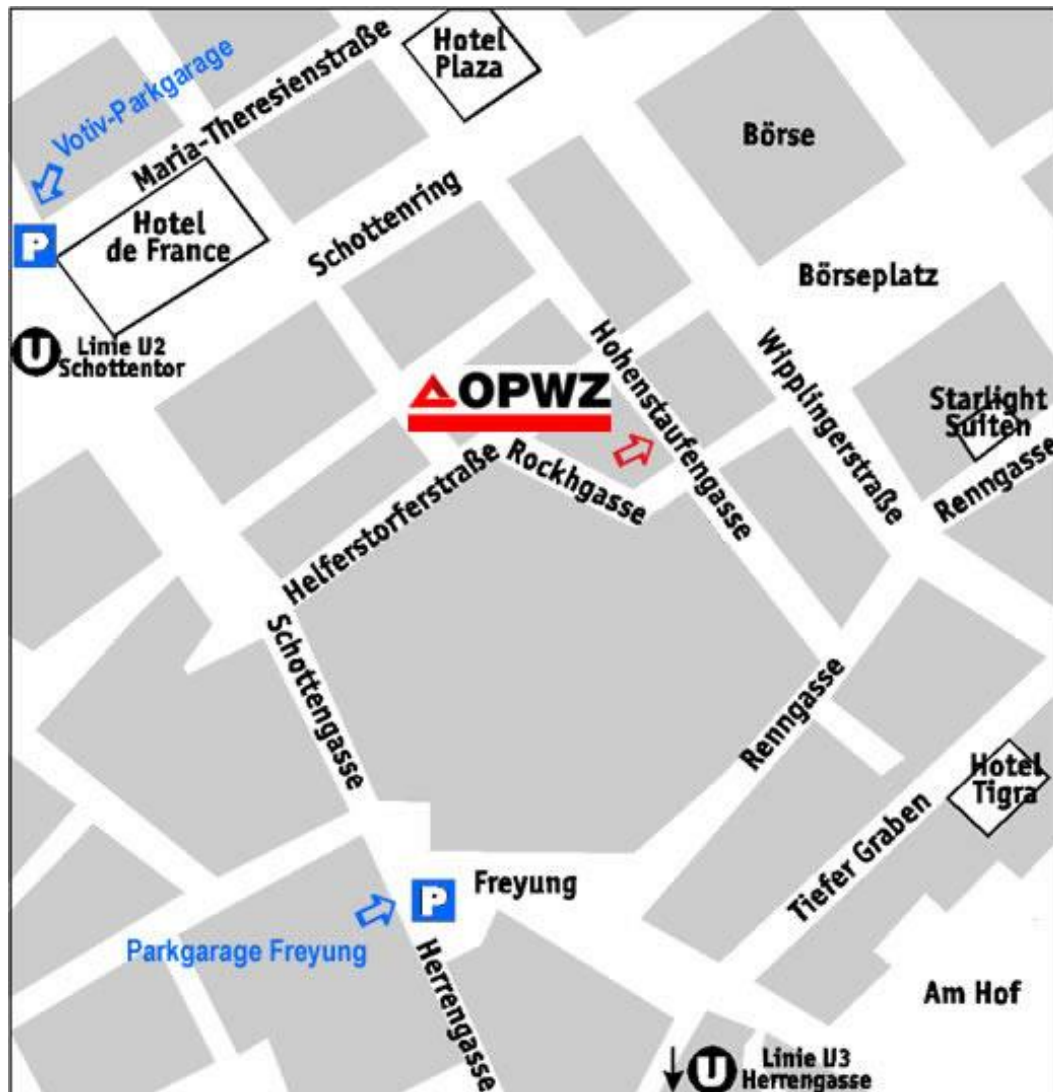 Hotel
Plaza
Votiv-Parkgarage
Maria-Theresienstraße
Börse
P
Hotel
de France
Schottenring
Börseplatz
U
Linie U2
Schottentor
OPWZ
Hohenstaufengasse
Wipplingerstraße
Starlight
Suiten
Renngasse
Rockhgasse
Helferstorferstraße
Schottengasse
Renngasse
Hotel
Tigra
Tiefer Graben
Freyung
P
Parkgarage Freyung
Herrengasse
Am Hof
U
Linie U3
Herrengasse